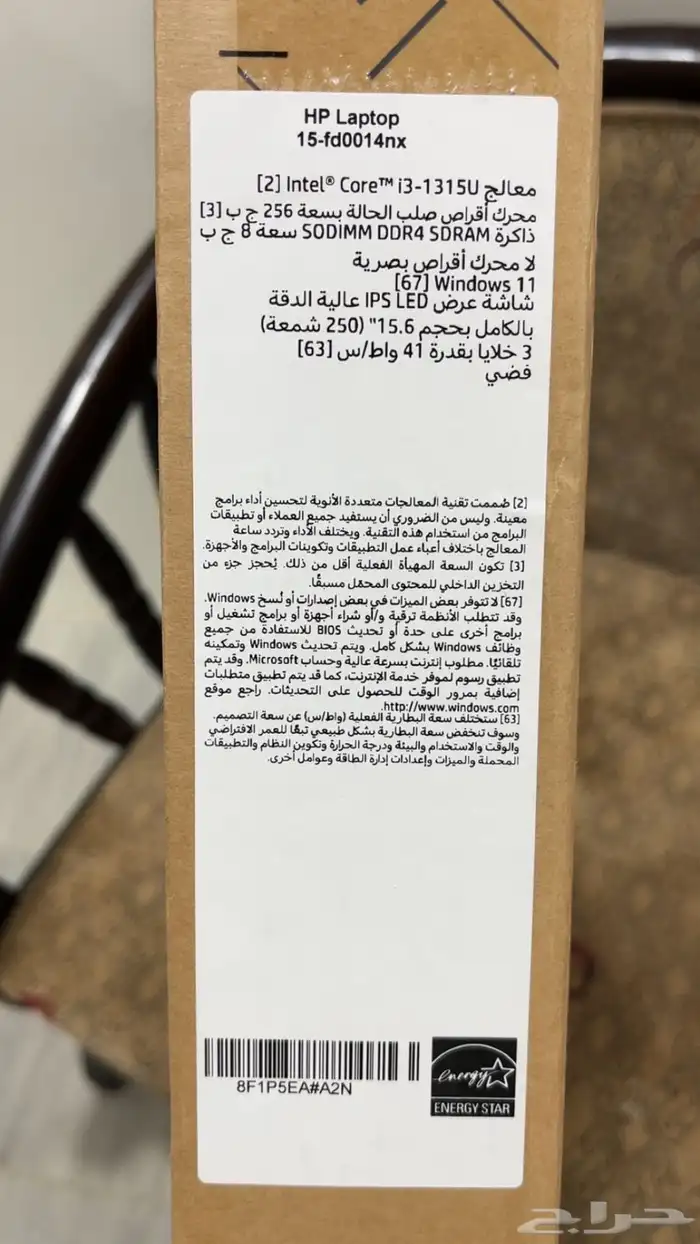 HP Laptop
15-fd0014nx
معالج Intel® Core™ i3-1315U [2]
محرك أقراص صلب الحالة بسعة 256 ج ب [3]
ذاكرة SODIMM DDR4 SDRAM سعة 8 ج ب
لا محرك أقراص بصرية
Windows 11 [67]
شاشة عرض IPS LED عالية الدقة
بالكامل بحجم 15.6" (250 شمعة)
3 خلايا بقدرة 41 واط/س [63]
فضي
[2] صُممت تقنية المعالجات متعددة الأنوية لتحسين أداء برامج
معينة. وليس من الضروري أن يستفيد جميع العملاء أو تطبيقات
البرامج من استخدام هذه التقنية. ويختلف الأداء وتردد ساعة
المعالج باختلاف أعباء عمل التطبيقات وتكوينات البرامج والأجهزة.
[3] تكون السعة المهيأة الفعلية أقل من ذلك. يُحجز جزء من
التخزين الداخلي للمحتوى المحمّل مسبقًا.
[67] لا تتوفر بعض الميزات في بعض إصدارات أو نُسخ Windows.
وقد تتطلب الأنظمة ترقية و/أو شراء أجهزة أو برامج تشغيل أو
برامج أخرى على حدة أو تحديث BIOS للاستفادة من جميع
وظائف Windows بشكل كامل. ويتم تحديث Windows وتمكينه
تلقائيًا. مطلوب إنترنت بسرعة عالية وحساب Microsoft. وقد يتم
تطبيق رسوم لموفر خدمة الإنترنت، كما قد يتم تطبيق متطلبات
إضافية بمرور الوقت للحصول على التحديثات. راجع موقع
http://www.windows.com.
[63] ستختلف سعة البطارية الفعلية (واط/س) عن سعة التصميم.
وسوف تنخفض سعة البطارية بشكل طبيعي تبعًا للعمر الافتراضي
والوقت والاستخدام والبيئة ودرجة الحرارة وتكوين النظام والتطبيقات
المحملة والميزات وإعدادات إدارة الطاقة وعوامل أخرى.
8F1P5EA#A2N
energy
ENERGY STAR
حراج